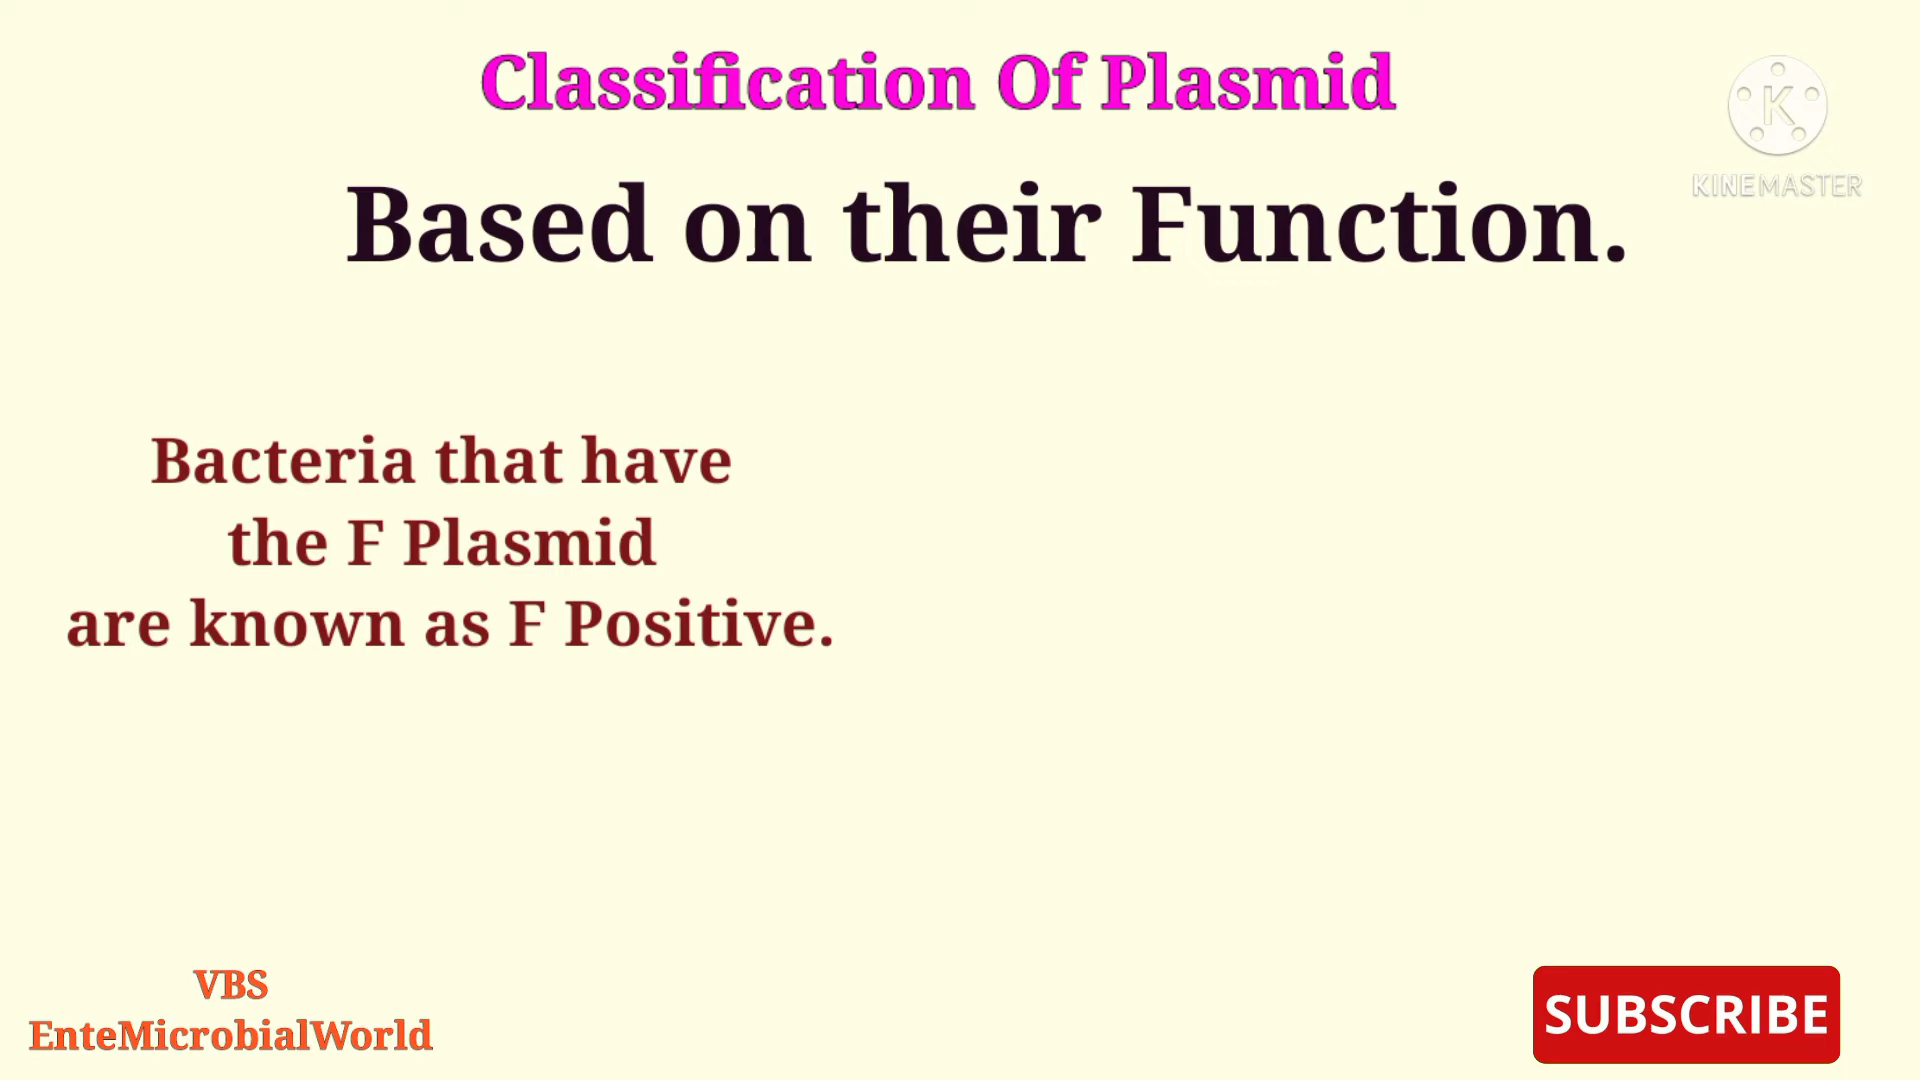 Classification Of Plasmid
K
KINEMASTER
Based on their Function.
Bacteria that have
the F Plasmid
are known as F Positive.
VBS
EnteMicrobialWorld
SUBSCRIBE